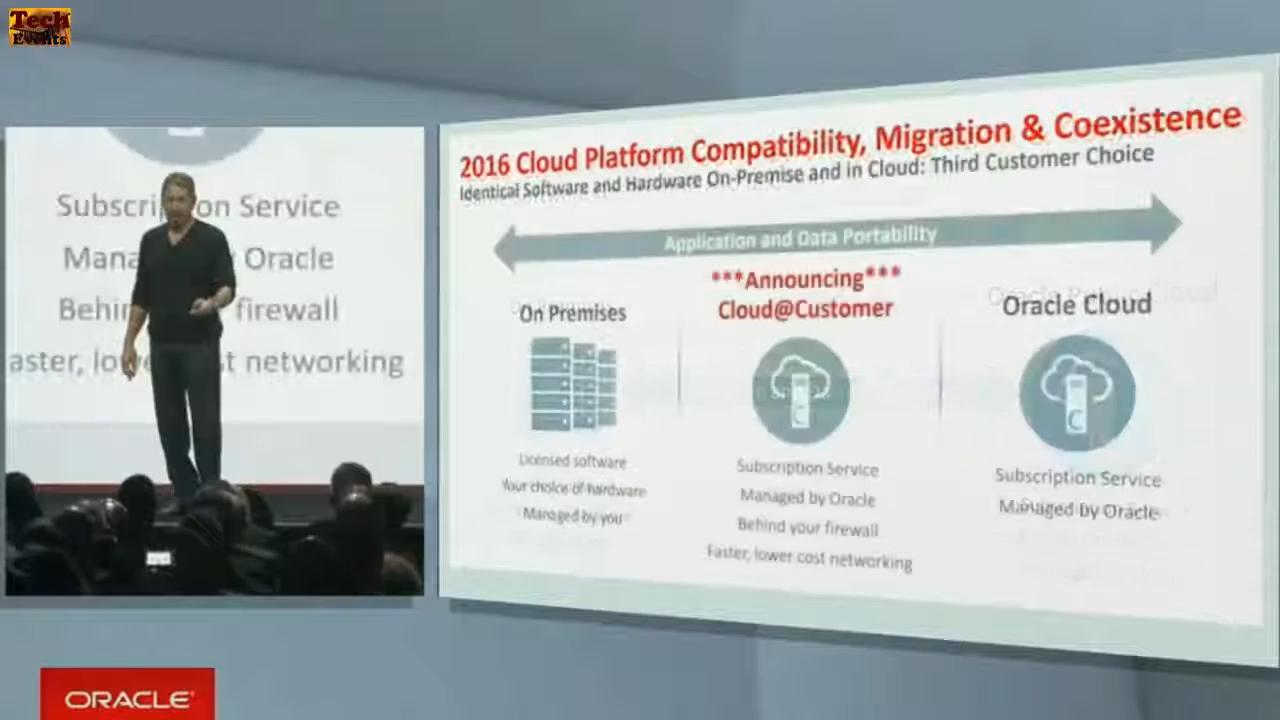 Tech
Events
Subscri on Service
Mana Oracle
Behin firewall
aster, lo t networking
2016 Cloud Platform Compatibility, Migration & Coexistence
Identical Software and Hardware On-Premise and in Cloud: Third Customer Choice
Application and Data Portability
***Announcing***
Cloud@Customer
On Premises
Oracle Cloud
C
C
Licensed software
Your choice of hardware
Managed by you
Subscription Service
Managed by Oracle
Behind your firewall
Faster, lower cost networking
Subscription Service
Managed by Oracle
ORACLE